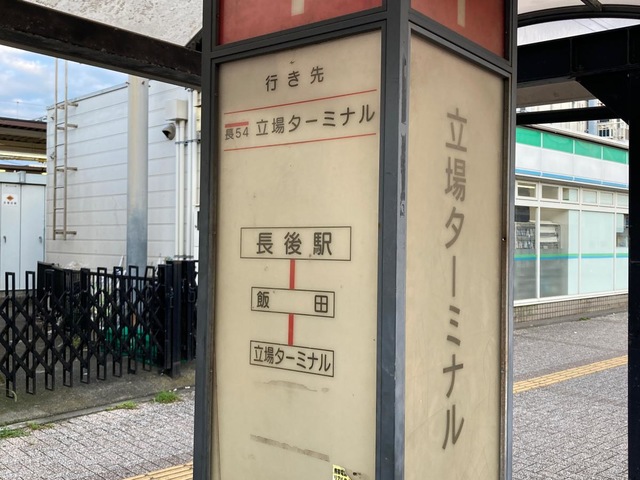 行き先
長54 立場ターミナル
長後駅
飯田
立場ターミナル
立場ターミナル